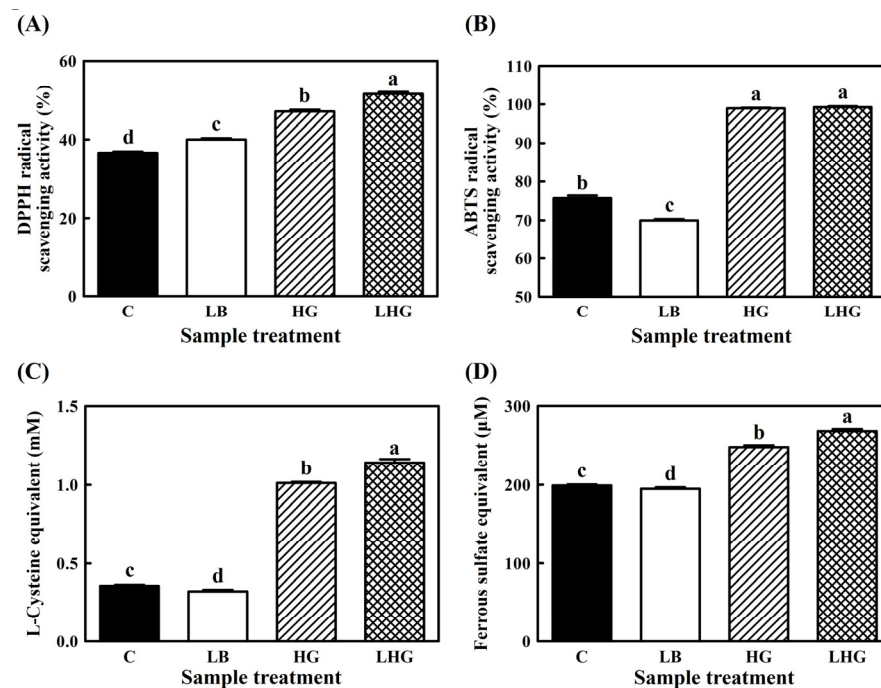 (A)
DPPH radical
scavenging activity (%)
60
40
20
0
d
c
b
a
C LB HG LHG
Sample treatment
(B)
ABTS radical
scavenging activity (%)
110
100
90
80
70
60
50
b
c
a
a
C LB HG LHG
Sample treatment
(C)
L-Cysteine equivalent (mM)
1.5
1.0
0.5
0.0
c
d
b
a
C LB HG LHG
Sample treatment
(D)
Ferrous sulfate equivalent (µM)
300
200
100
0
c
d
b
a
C LB HG LHG
Sample treatment